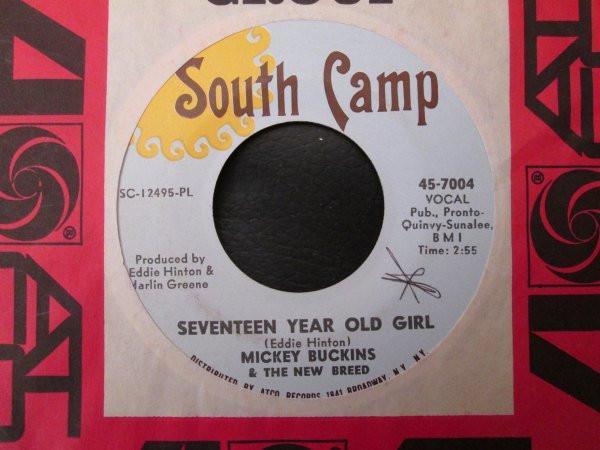 South Camp
SC-12495-PL
45-7004
VOCAL
Pub., Pronto-
Quinvy-Sunalee,
BMI
Time: 2:55
Produced by
Eddie Hinton &
Marlin Greene
SEVENTEEN YEAR OLD GIRL
(Eddie Hinton)
MICKEY BUCKINS
& THE NEW BREED
DISTRIBUTED BY ATCO RECORDS 1841 BROADWAY, N.Y. N.Y.